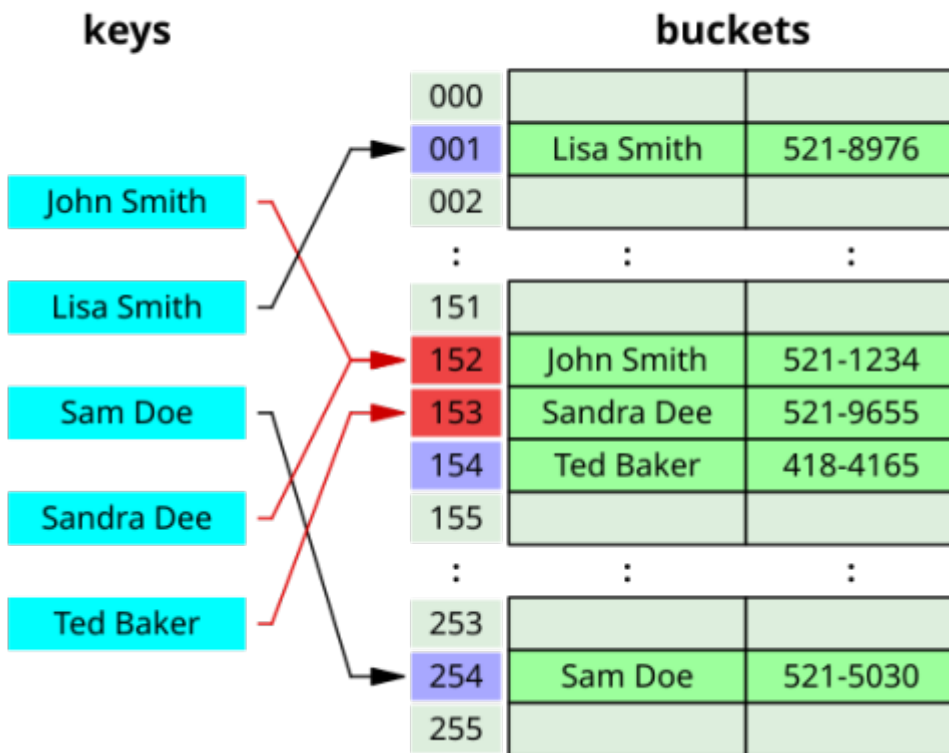 keys
buckets
000
001 Lisa Smith 521-8976
John Smith
002
: : :
Lisa Smith
151
152 John Smith 521-1234
Sam Doe
153 Sandra Dee 521-9655
154 Ted Baker 418-4165
Sandra Dee
155
: : :
Ted Baker
253
254 Sam Doe 521-5030
255